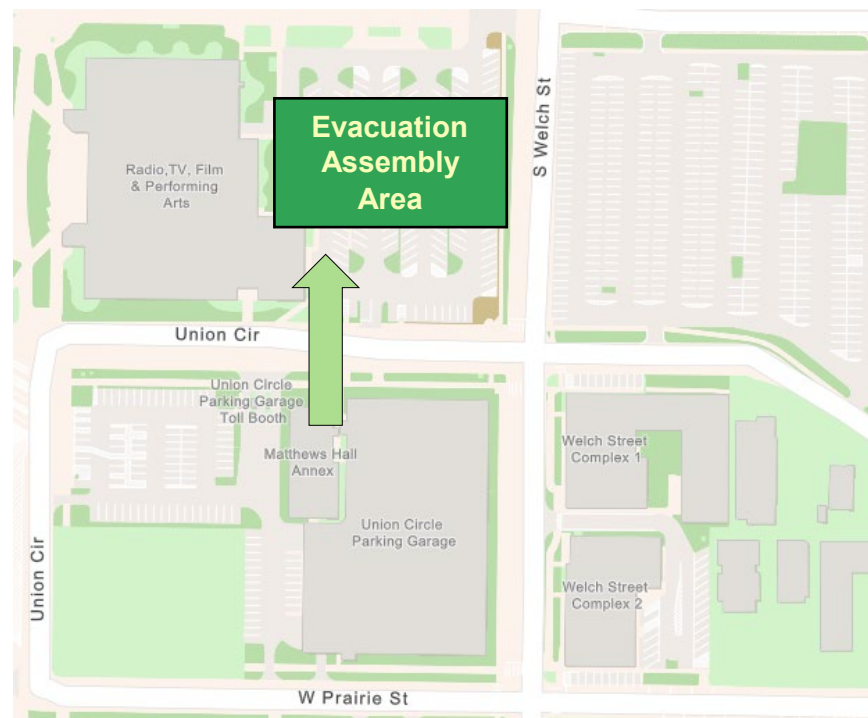 Evacuation
Assembly
Area
S Welch St
Radio,TV, Film
& Performing
Arts
Union Cir
Union Circle
Parking Garage
Toll Booth
Matthews Hall
Annex
Welch Street
Complex 1
Union Circle
Parking Garage
Union Cir
Welch Street
Complex 2
W Prairie St